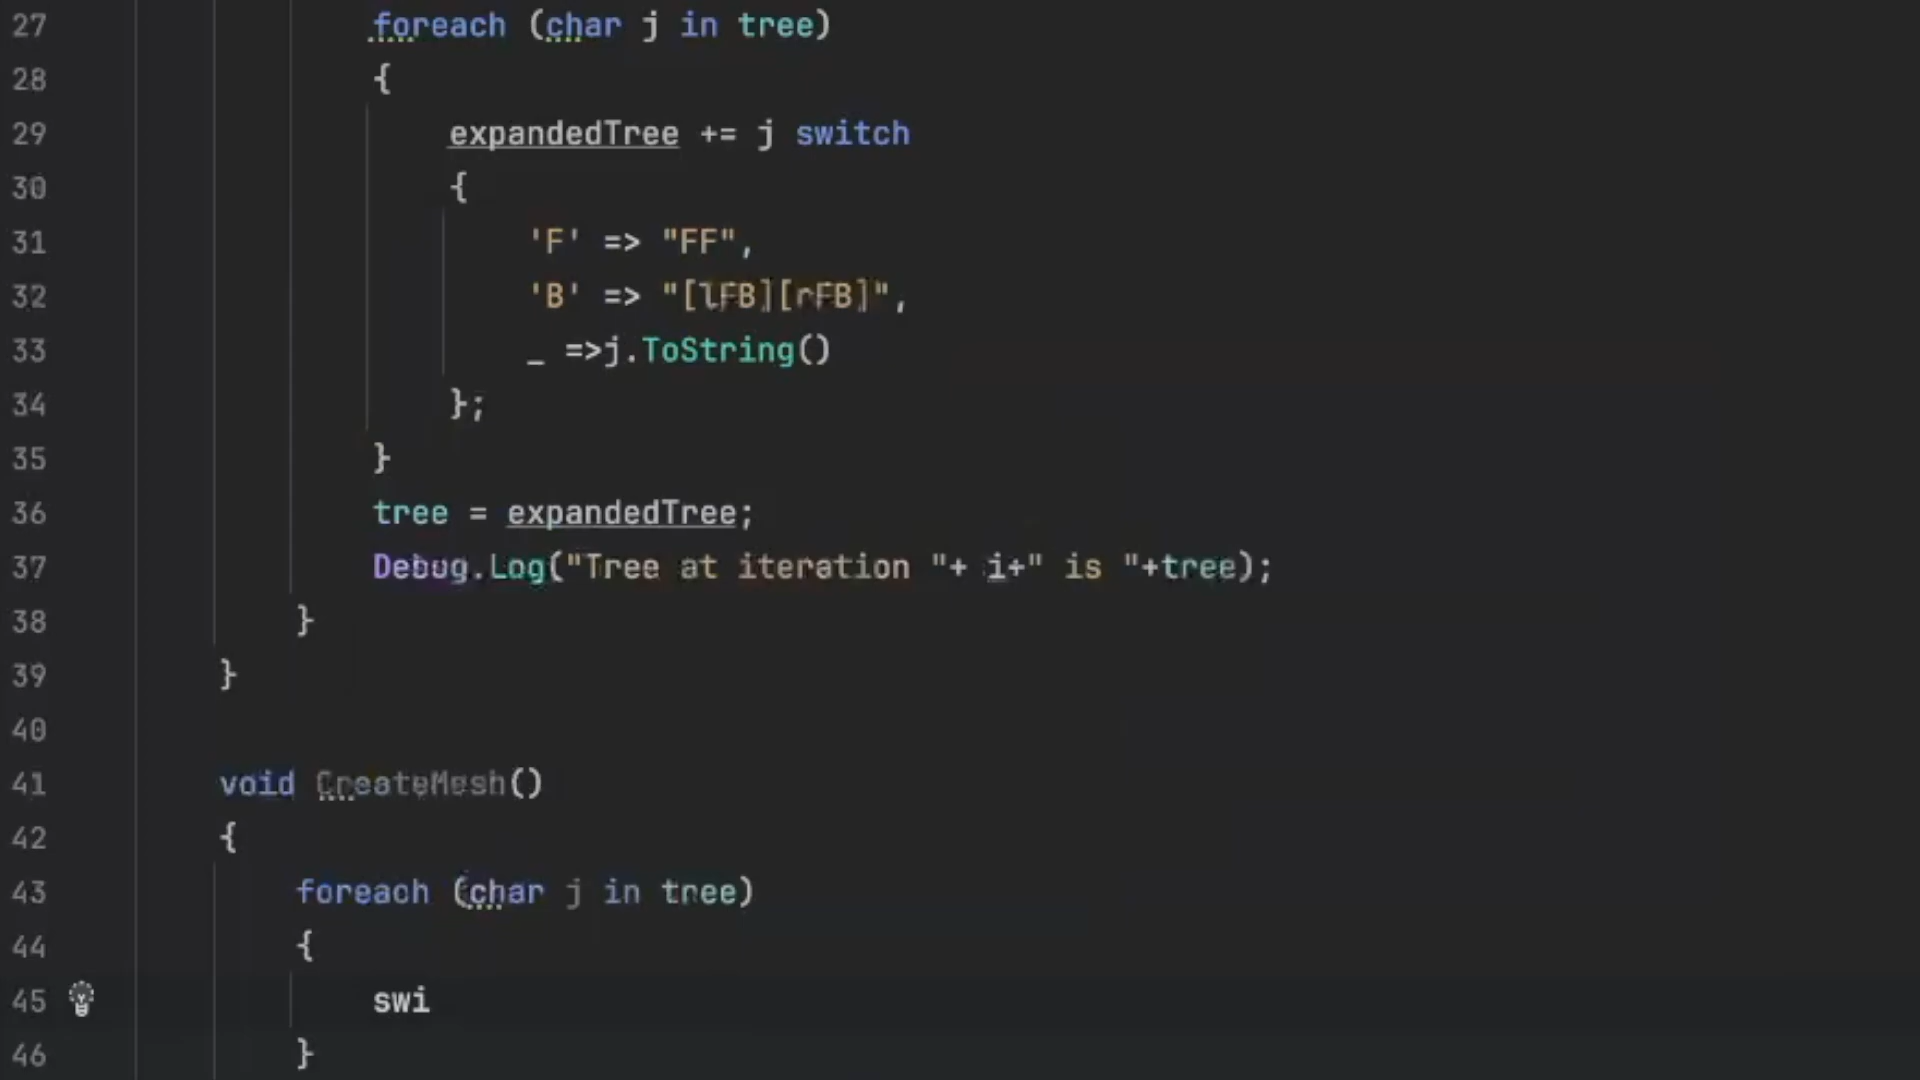 27 foreach (char j in tree)
28 {
29 expandedTree += j switch
30 {
31 'F' => "FF",
32 'B' => "[lFB][rFB]",
33 _ =>j.ToString()
34 };
35 }
36 tree = expandedTree;
37 Debug.Log("Tree at iteration "+ i+" is "+tree);
38 }
39 }
40
41 void CreateMesh()
42 {
43 foreach (char j in tree)
44 {
45 swi
46 }